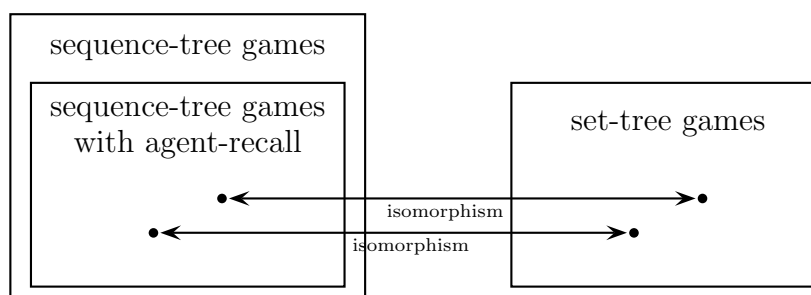 sequence-tree games
sequence-tree games
with agent-recall
set-tree games
isomorphism
isomorphism